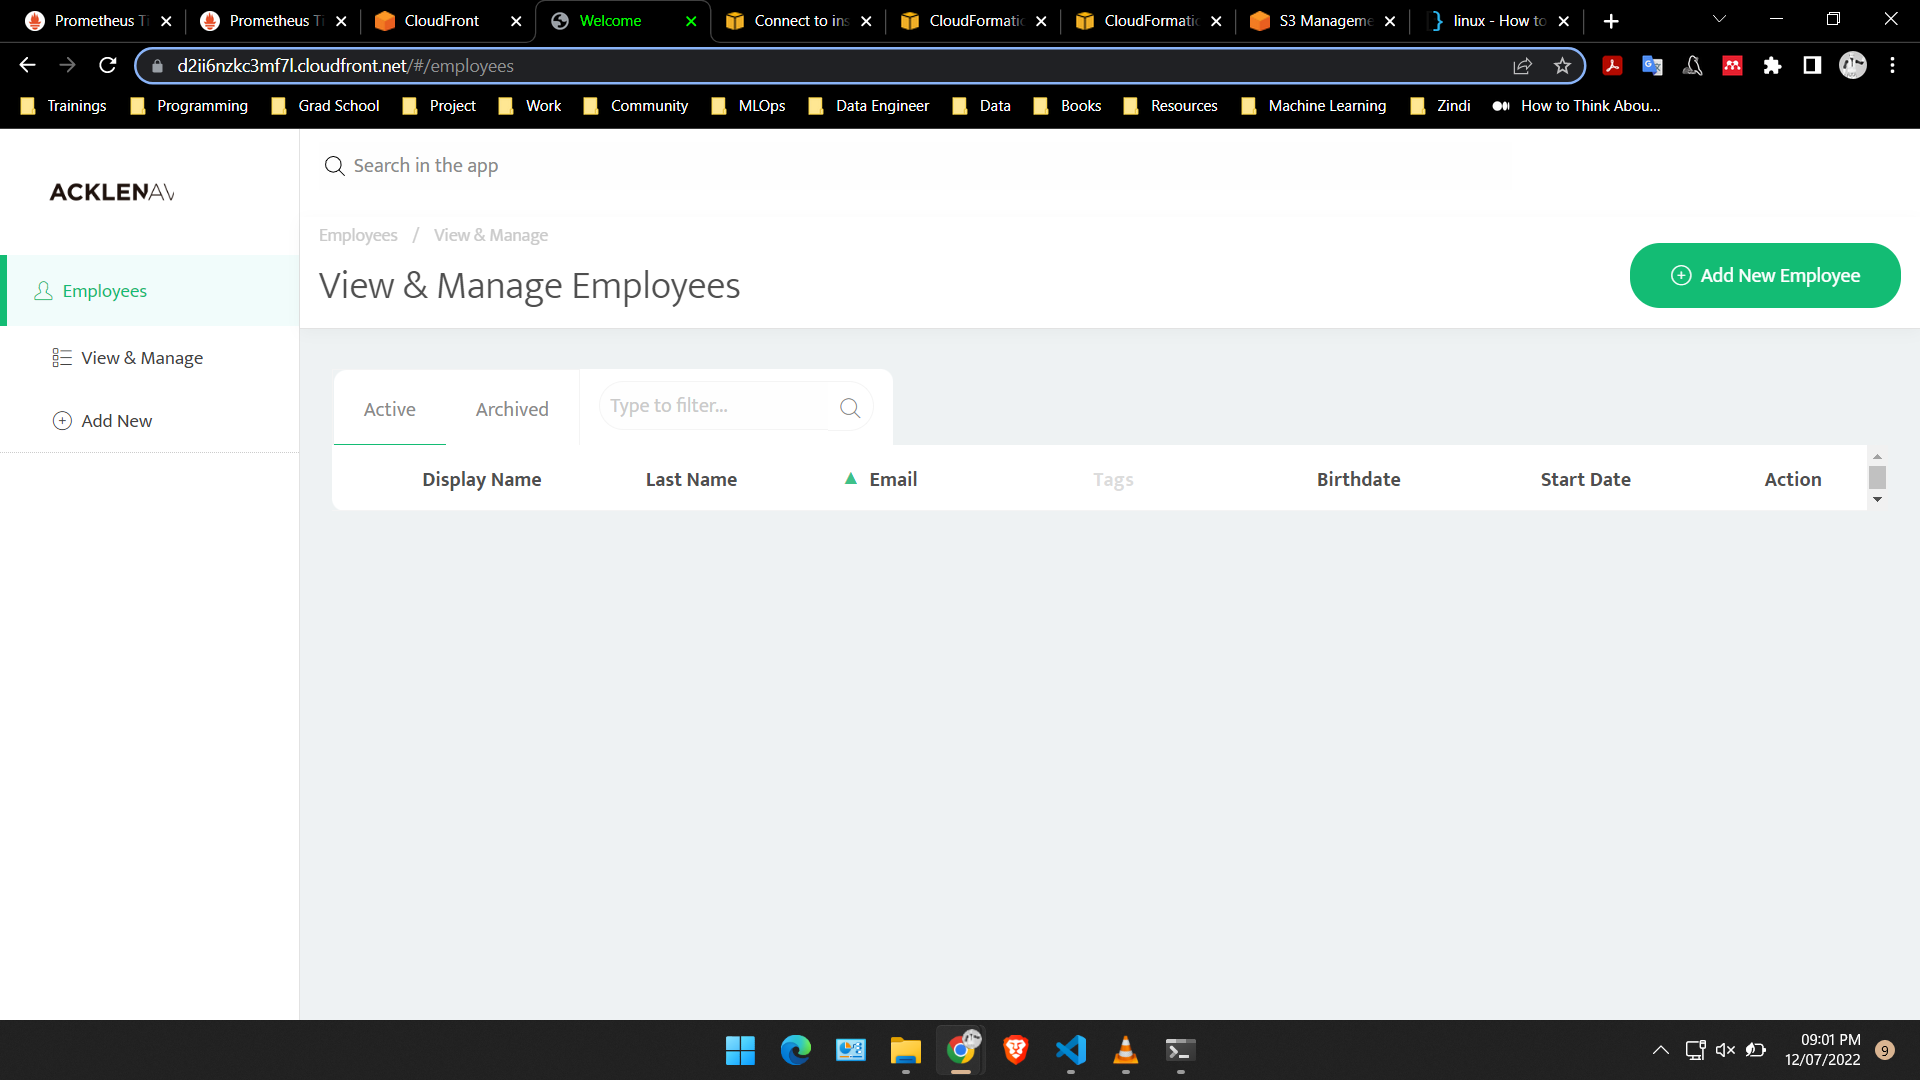 Prometheus Ti Prometheus Ti CloudFront Welcome Connect to ins CloudFormatic CloudFormatic S3 Manageme linux - How to
d2ii6nzkc3mf7l.cloudfront.net/#/employees
Trainings Programming Grad School Project Work Community MLOps Data Engineer Data Books Resources Machine Learning Zindi How to Think Abou...
Search in the app
ACKLENAV
Employees / View & Manage
View & Manage Employees
Add New Employee
Employees
View & Manage
Add New
Active Archived Type to filter...
Display Name Last Name Email Tags Birthdate Start Date Action
09:01 PM
12/07/2022
9